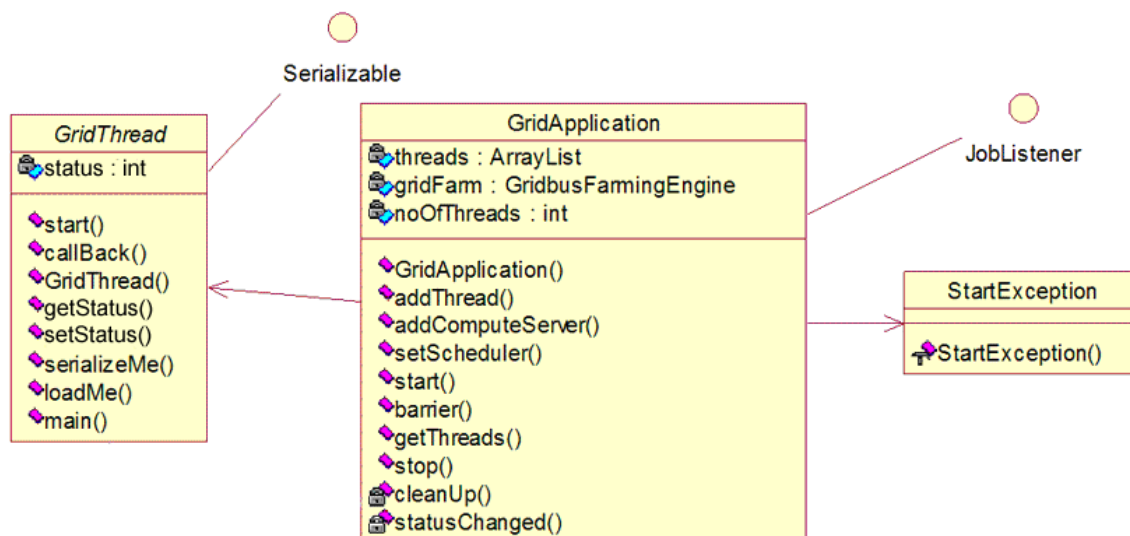 Serializable
GridThread
status : int
start()
callBack()
GridThread()
getStatus()
setStatus()
serializeMe()
loadMe()
main()
GridApplication
threads : ArrayList
gridFarm : GridbusFarmingEngine
noOfThreads : int
GridApplication()
addThread()
addComputeServer()
setScheduler()
start()
barrier()
getThreads()
stop()
cleanUp()
statusChanged()
JobListener
StartException
StartException()